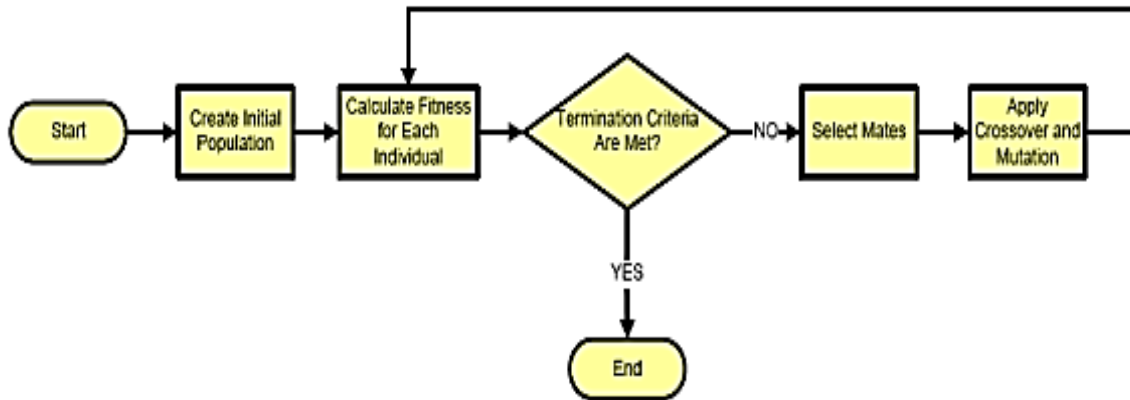 Start
Create Initial
Population
Calculate Fitness
for Each
Individual
Termination Criteria
Are Met?
NO
Select Mates
Apply
Crossover and
Mutation
YES
End